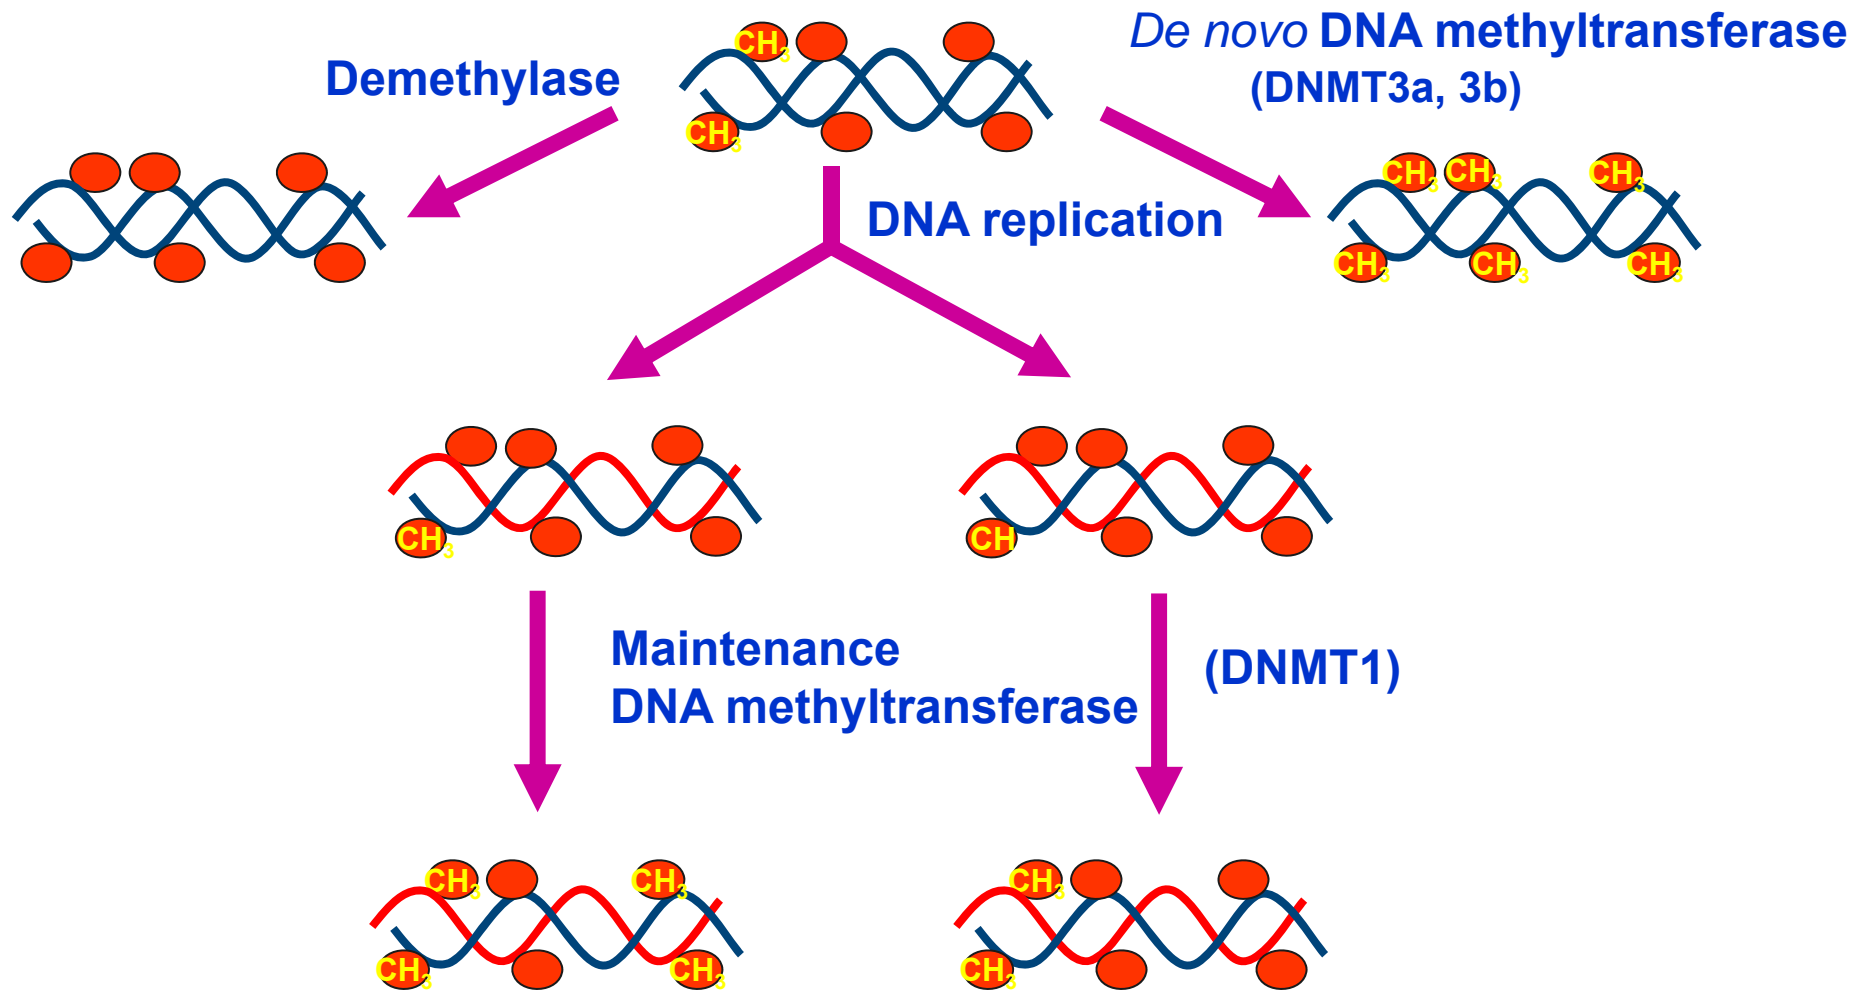 De novo DNA methyltransferase
(DNMT3a, 3b)
Demethylase
CH3
CH3
CH3 CH3 CH3
CH3 CH3 CH3
DNA replication
CH3
CH
Maintenance
DNA methyltransferase
(DNMT1)
CH3 CH3
CH3 CH3
CH3
CH3